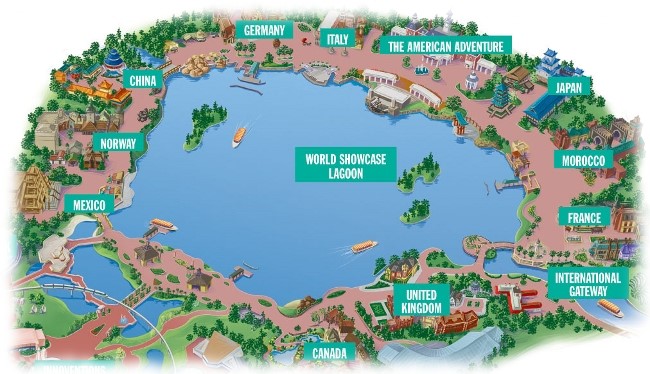 GERMANY
ITALY
THE AMERICAN ADVENTURE
CHINA
JAPAN
NORWAY
WORLD SHOWCASE
LAGOON
MOROCCO
MEXICO
FRANCE
INTERNATIONAL
GATEWAY
UNITED
KINGDOM
CANADA